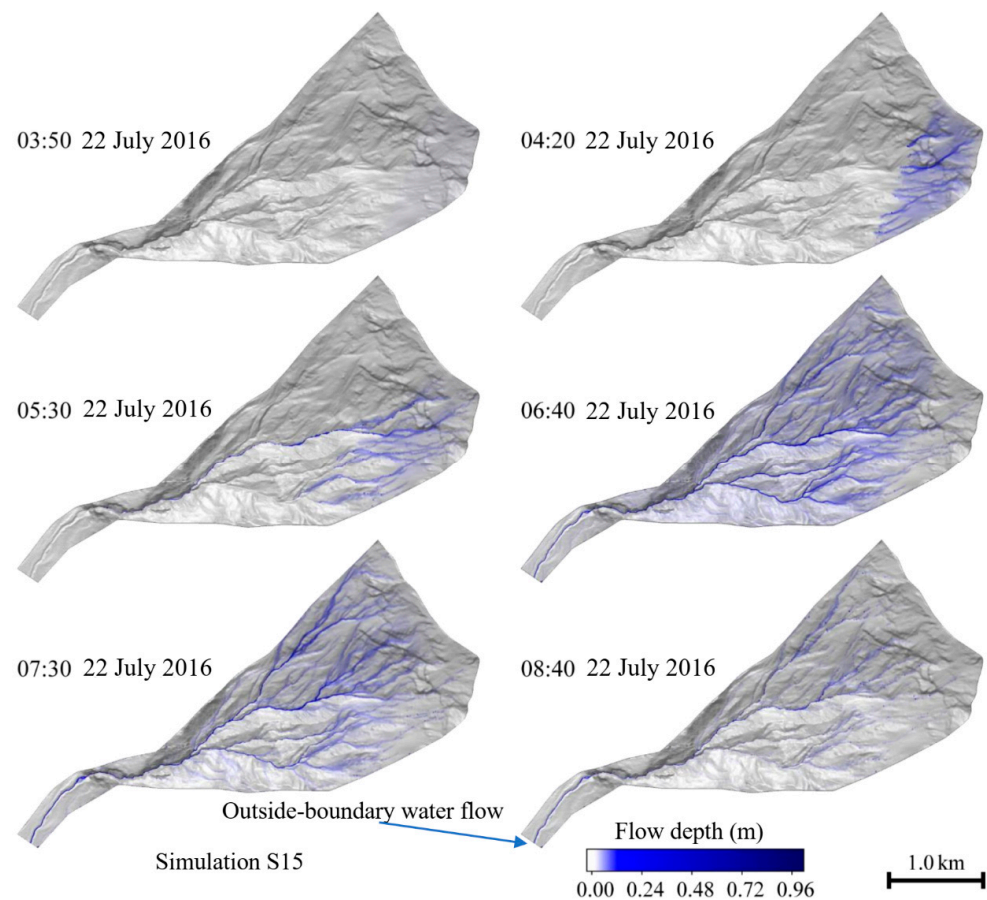 03:50 22 July 2016
04:20 22 July 2016
05:30 22 July 2016
06:40 22 July 2016
07:30 22 July 2016
08:40 22 July 2016
Outside-boundary water flow
Simulation S15
Flow depth (m)
0.00 0.24 0.48 0.72 0.96
1.0 km